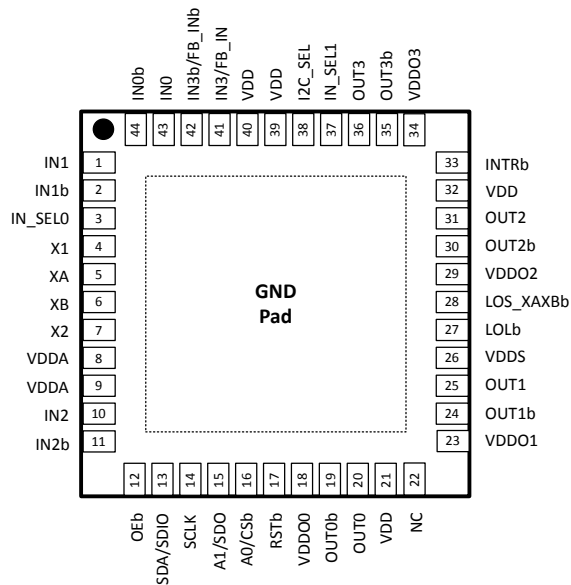 IN0b
IN0
IN3b/FB_INb
IN3/FB_IN
VDD
VDD
I2C_SEL
IN_SEL1
OUT3
OUT3b
VDDO3
44
43
42
41
40
39
38
37
36
35
34
IN1 1
IN1b 2
IN_SEL0 3
X1 4
XA 5
XB 6
X2 7
VDDA 8
VDDA 9
IN2 10
IN2b 11
GND
Pad
33 INTRb
32 VDD
31 OUT2
30 OUT2b
29 VDDO2
28 LOS_XAXBb
27 LOLb
26 VDDS
25 OUT1
24 OUT1b
23 VDDO1
12
13
14
15
16
17
18
19
20
21
22
OEb
SDA/SDIO
SCLK
A1/SDO
A0/CSb
RSTb
VDDO0
OUT0b
OUT0
VDD
NC